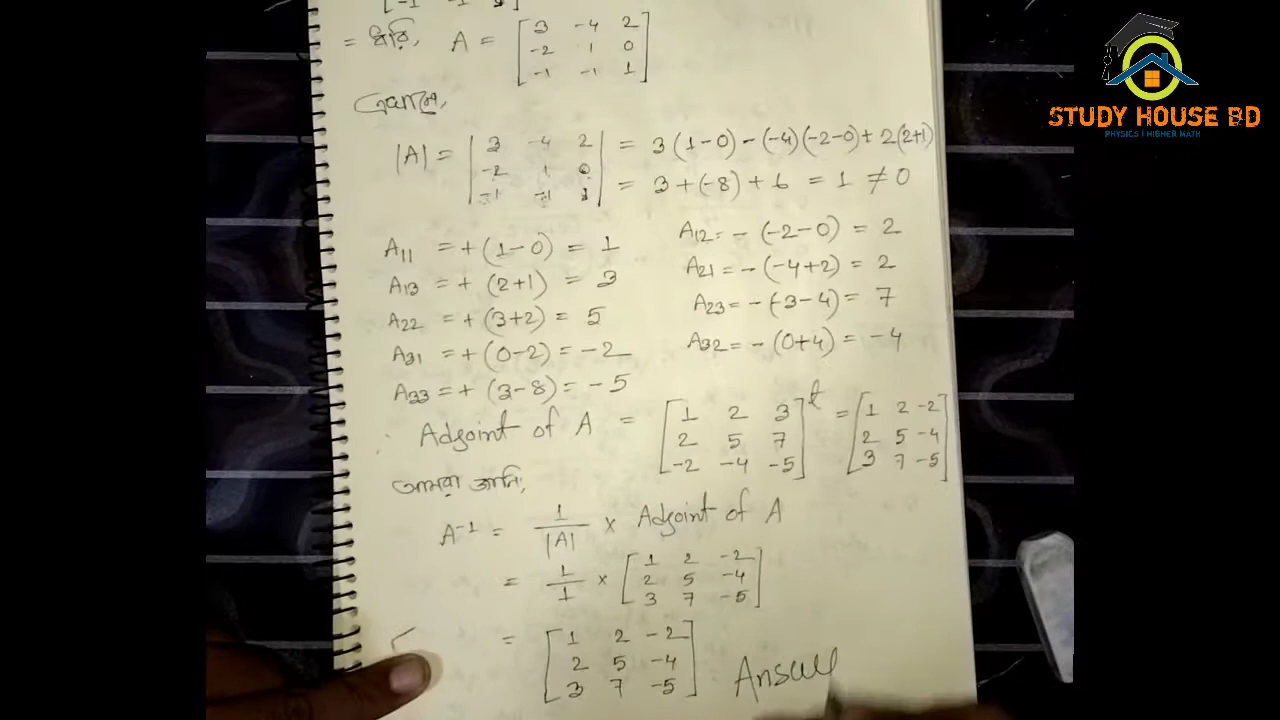 [-1 -1 1]
= ধরি, A = [3 -4 2
-2 1 0
-1 -1 1]
এখানে,
|A| = |3 -4 2
-2 1 0
-1 -1 1| = 3(1-0) - (-4)(-2-0) + 2(2+1)
= 3 + (-8) + 6 = 1 ≠ 0
A11 = + (1-0) = 1
A12 = - (-2-0) = 2
A13 = + (2+1) = 3
A21 = - (-4+2) = 2
A22 = + (3+2) = 5
A23 = - (-3-4) = 7
A31 = + (0-2) = -2
A32 = - (0+4) = -4
A33 = + (3-8) = -5
Adjoint of A = [1 2 3
2 5 7
-2 -4 -5]t = [1 2 -2
2 5 -4
3 7 -5]
আমরা জানি,
A-1 = 1/|A| × Adjoint of A
= 1/1 × [1 2 -2
2 5 -4
3 7 -5]
= [1 2 -2
2 5 -4
3 7 -5] Answer
STUDY HOUSE BD
PHYSICS | HIGHER MATH